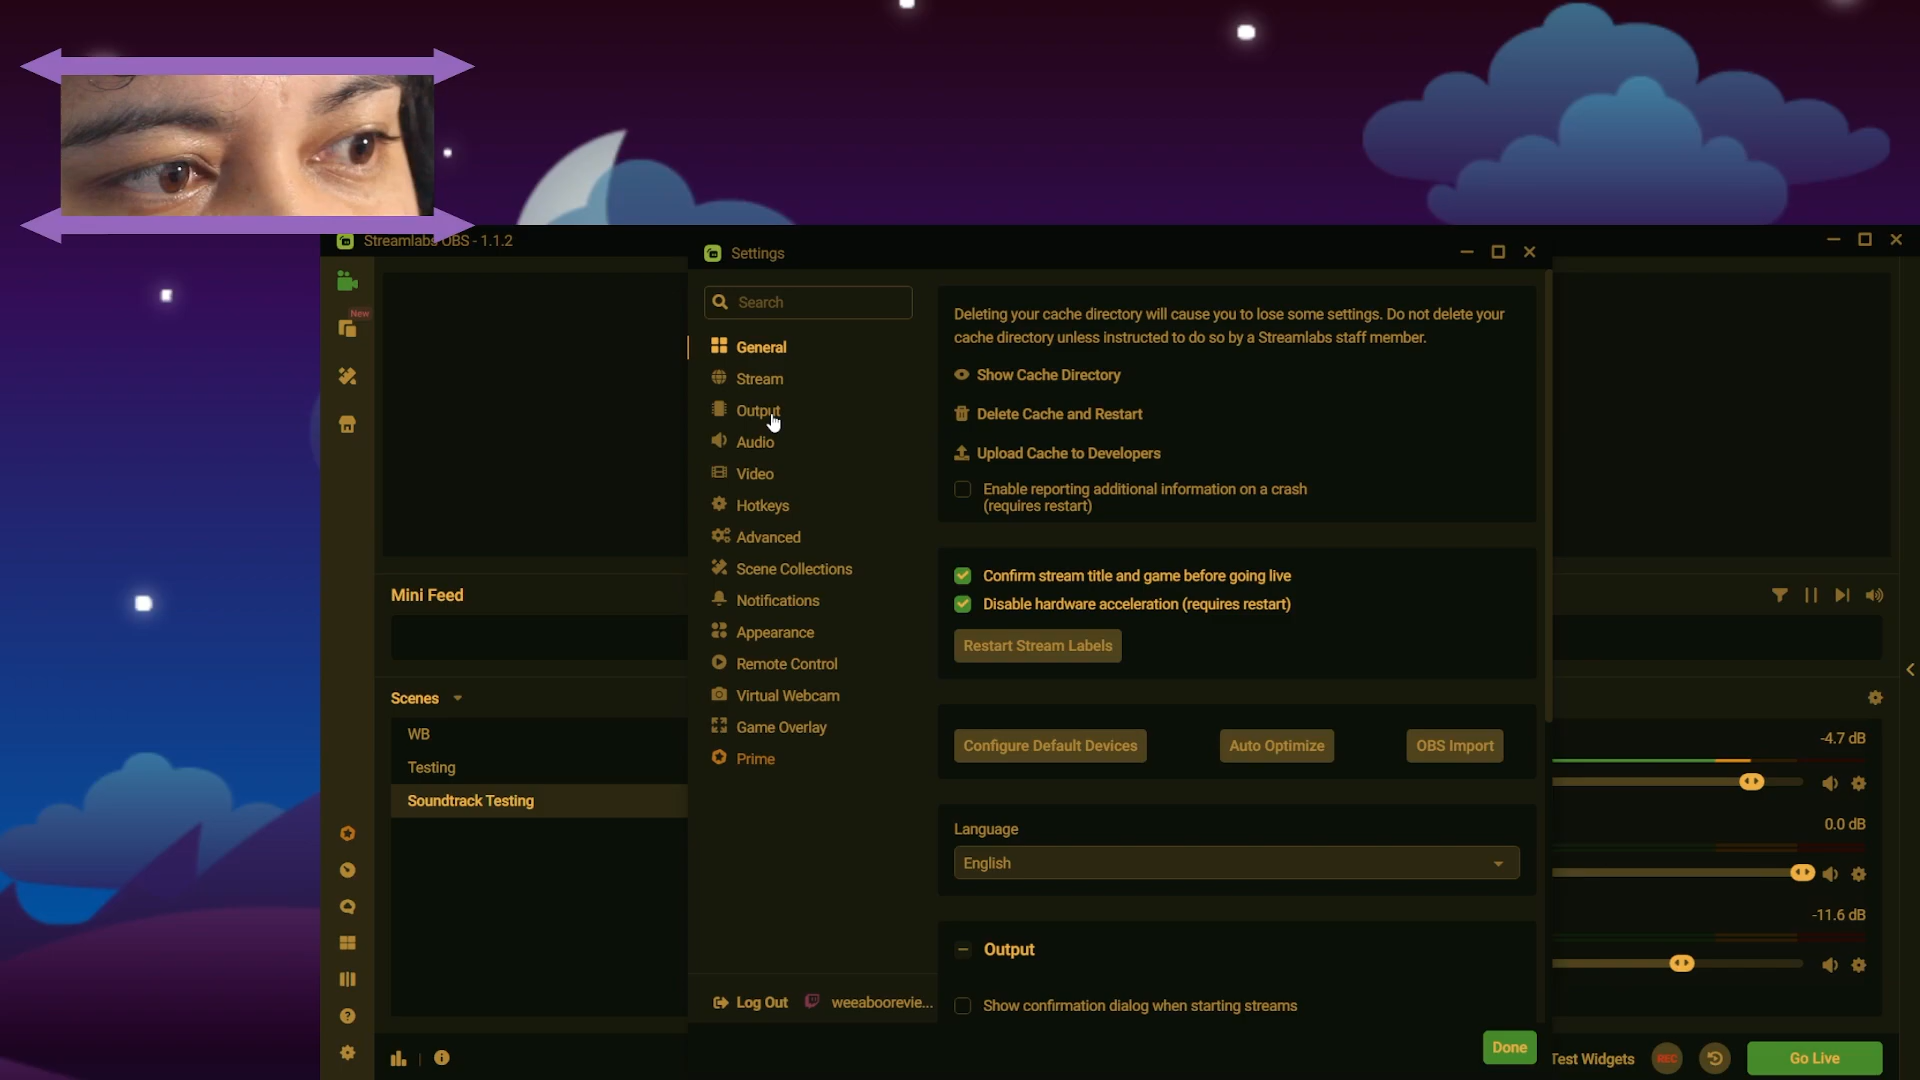 Streamlabs OBS - 1.1.2
Settings
New
Search
General
Stream
Output
Audio
Video
Hotkeys
Advanced
Scene Collections
Notifications
Appearance
Remote Control
Virtual Webcam
Game Overlay
Prime
Log Out
weeaboorevie...
Deleting your cache directory will cause you to lose some settings. Do not delete your
cache directory unless instructed to do so by a Streamlabs staff member.
Show Cache Directory
Delete Cache and Restart
Upload Cache to Developers
Enable reporting additional information on a crash
(requires restart)
Confirm stream title and game before going live
Disable hardware acceleration (requires restart)
Restart Stream Labels
Configure Default Devices
Auto Optimize
OBS Import
Language
English
Output
Show confirmation dialog when starting streams
Done
Mini Feed
Scenes
WB
Testing
Soundtrack Testing
-4.7 dB
0.0 dB
-11.6 dB
Test Widgets
REC
Go Live